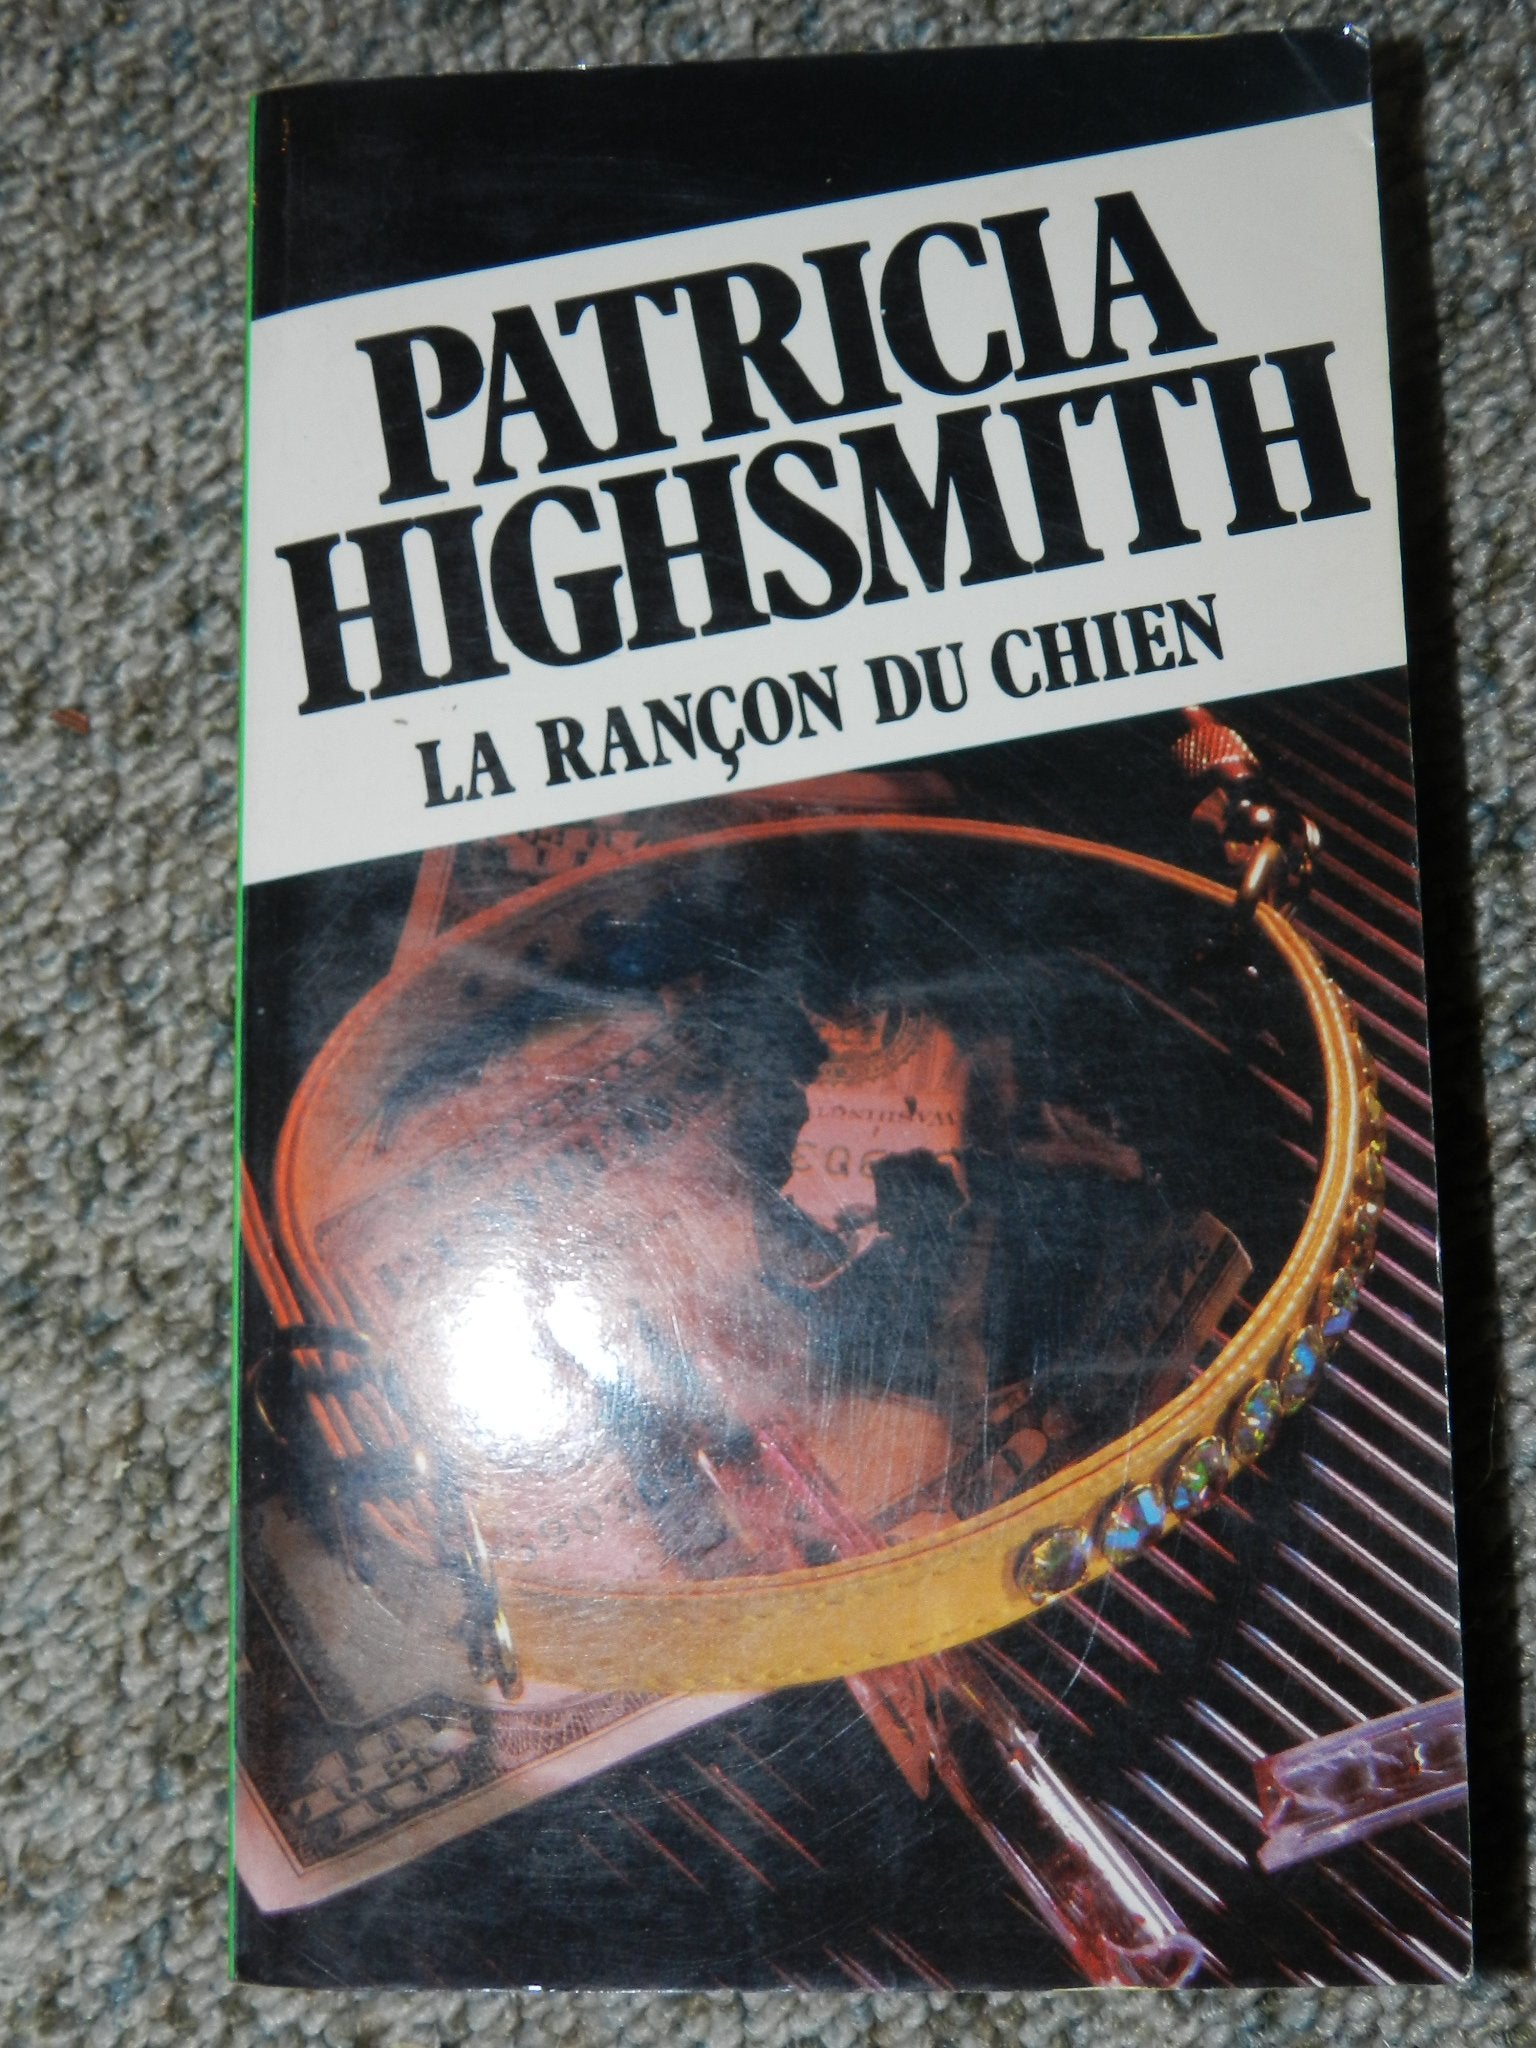 PATRICIA
HIGHSMITH
LA RANÇON DU CHIEN